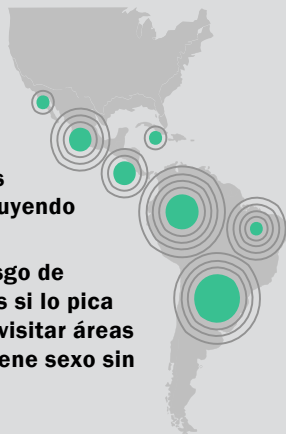 s
uyendo
sgo de
s si lo pica
visitar áreas
ene sexo sin